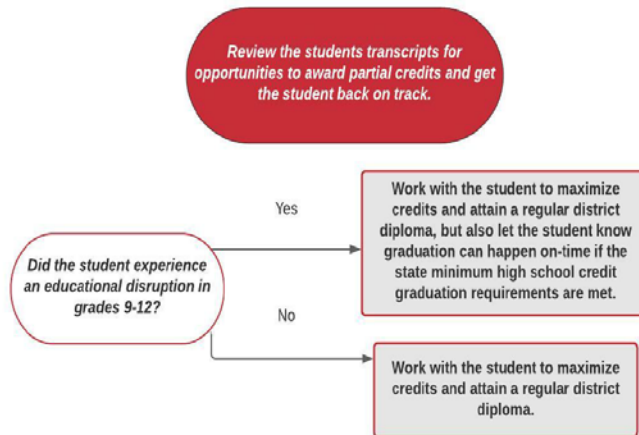 Review the students transcripts for
opportunities to award partial credits and get
the student back on track.
Yes
Work with the student to maximize
credits and attain a regular district
diploma, but also let the student know
graduation can happen on-time if the
state minimum high school credit
graduation requirements are met.
Did the student experience
an educational disruption in
grades 9-12?
No
Work with the student to maximize
credits and attain a regular district
diploma.